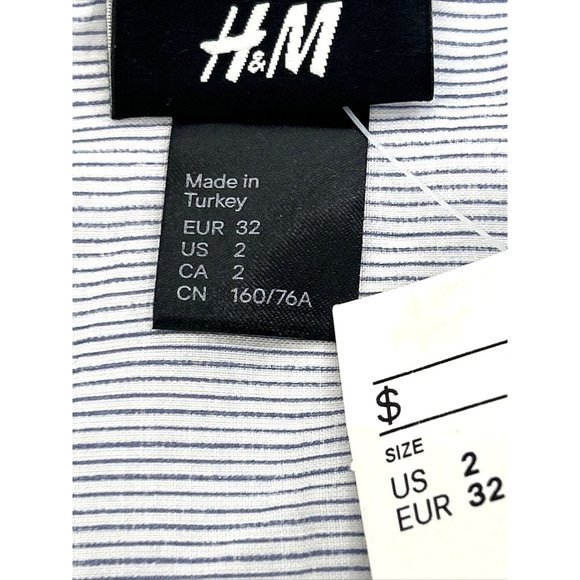 H&M
Made in
Turkey
EUR 32
US 2
CA 2
CN 160/76A
$
SIZE
US 2
EUR 32